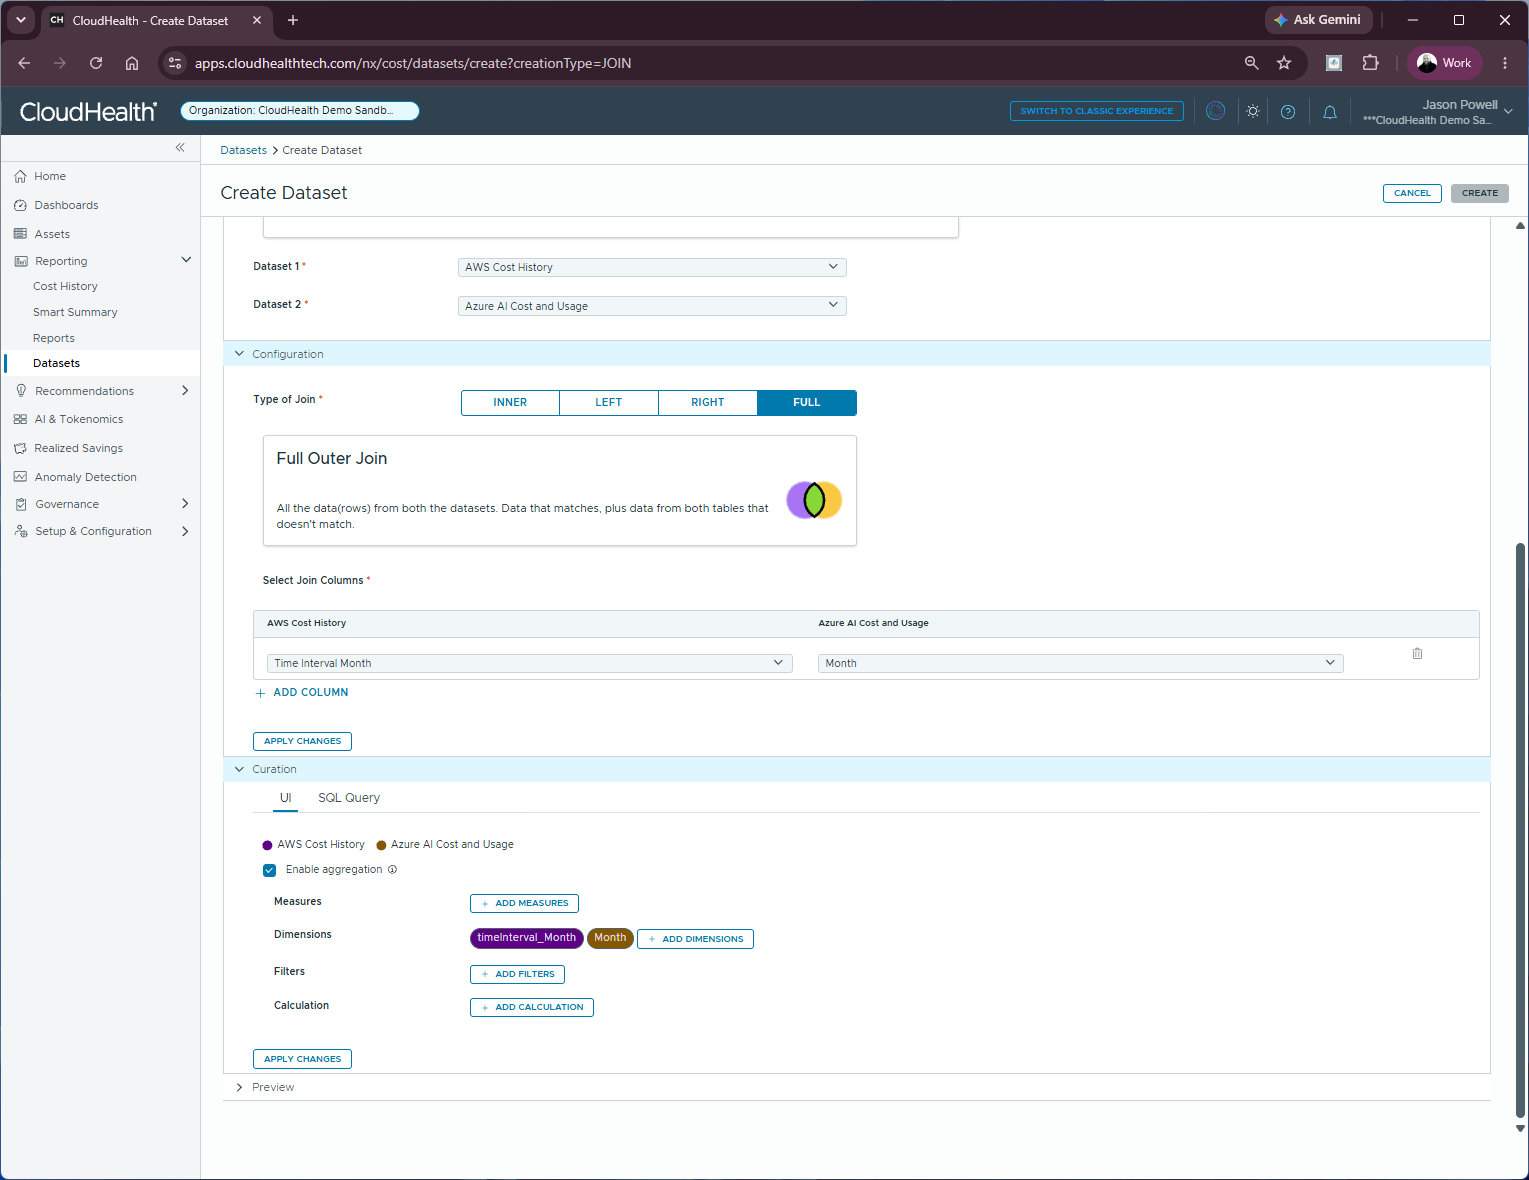 CH CloudHealth - Create Dataset
Ask Gemini
apps.cloudhealthtech.com/nx/cost/datasets/create?creationType=JOIN
Work
CloudHealth
Organization: CloudHealth Demo Sandb...
SWITCH TO CLASSIC EXPERIENCE
Jason Powell
***CloudHealth Demo Sa...
Home
Dashboards
Assets
Reporting
Cost History
Smart Summary
Reports
Datasets
Recommendations
AI & Tokenomics
Realized Savings
Anomaly Detection
Governance
Setup & Configuration
Datasets > Create Dataset
Create Dataset
CANCEL
CREATE
Dataset 1 *
AWS Cost History
Dataset 2 *
Azure AI Cost and Usage
Configuration
Type of Join *
INNER
LEFT
RIGHT
FULL
Full Outer Join
All the data(rows) from both the datasets. Data that matches, plus data from both tables that
doesn't match.
Select Join Columns *
AWS Cost History
Azure AI Cost and Usage
Time Interval Month
Month
+ ADD COLUMN
APPLY CHANGES
Curation
UI
SQL Query
AWS Cost History
Azure AI Cost and Usage
Enable aggregation
Measures
+ ADD MEASURES
Dimensions
timeInterval_Month
Month
+ ADD DIMENSIONS
Filters
+ ADD FILTERS
Calculation
+ ADD CALCULATION
APPLY CHANGES
Preview